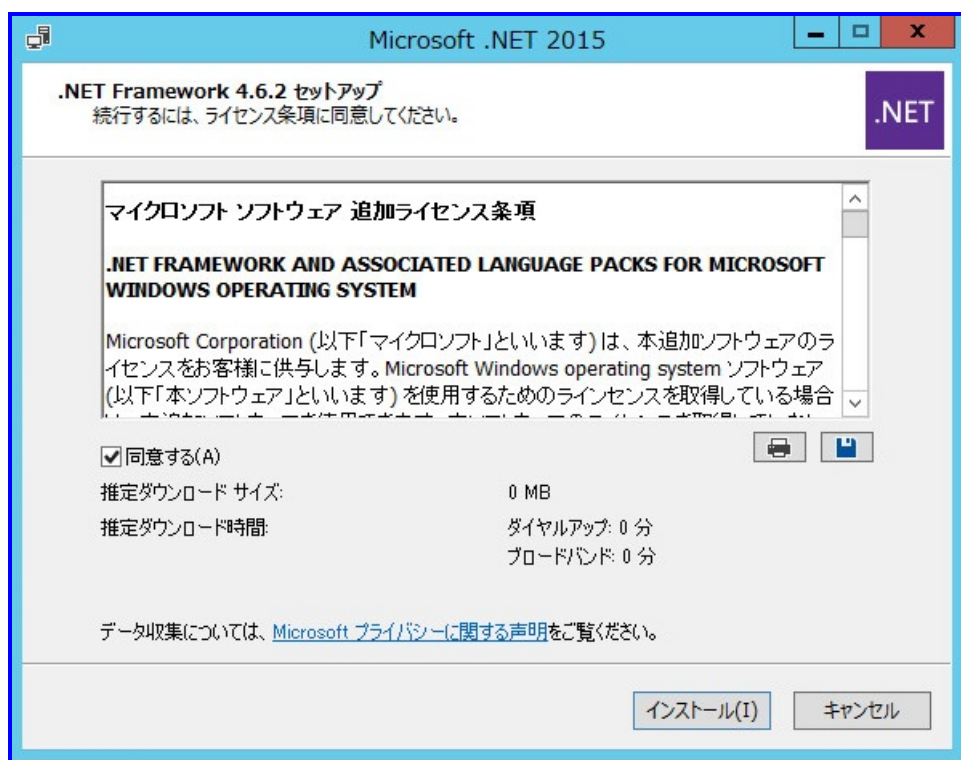 Microsoft .NET 2015
.NET Framework 4.6.2 セットアップ
続行するには、ライセンス条項に同意してください。
.NET
マイクロソフト ソフトウェア 追加ライセンス条項
.NET FRAMEWORK AND ASSOCIATED LANGUAGE PACKS FOR MICROSOFT
WINDOWS OPERATING SYSTEM
Microsoft Corporation (以下「マイクロソフト」といいます) は、本追加ソフトウェアのラ
イセンスをお客様に供与します。Microsoft Windows operating system ソフトウェア
(以下「本ソフトウェア」といいます) を使用するためのラインセンスを取得している場合
同意する(A)
推定ダウンロード サイズ:
0 MB
推定ダウンロード時間:
ダイヤルアップ: 0 分
ブロードバンド: 0 分
データ収集については、Microsoft プライバシーに関する声明をご覧ください。
インストール(I)
キャンセル